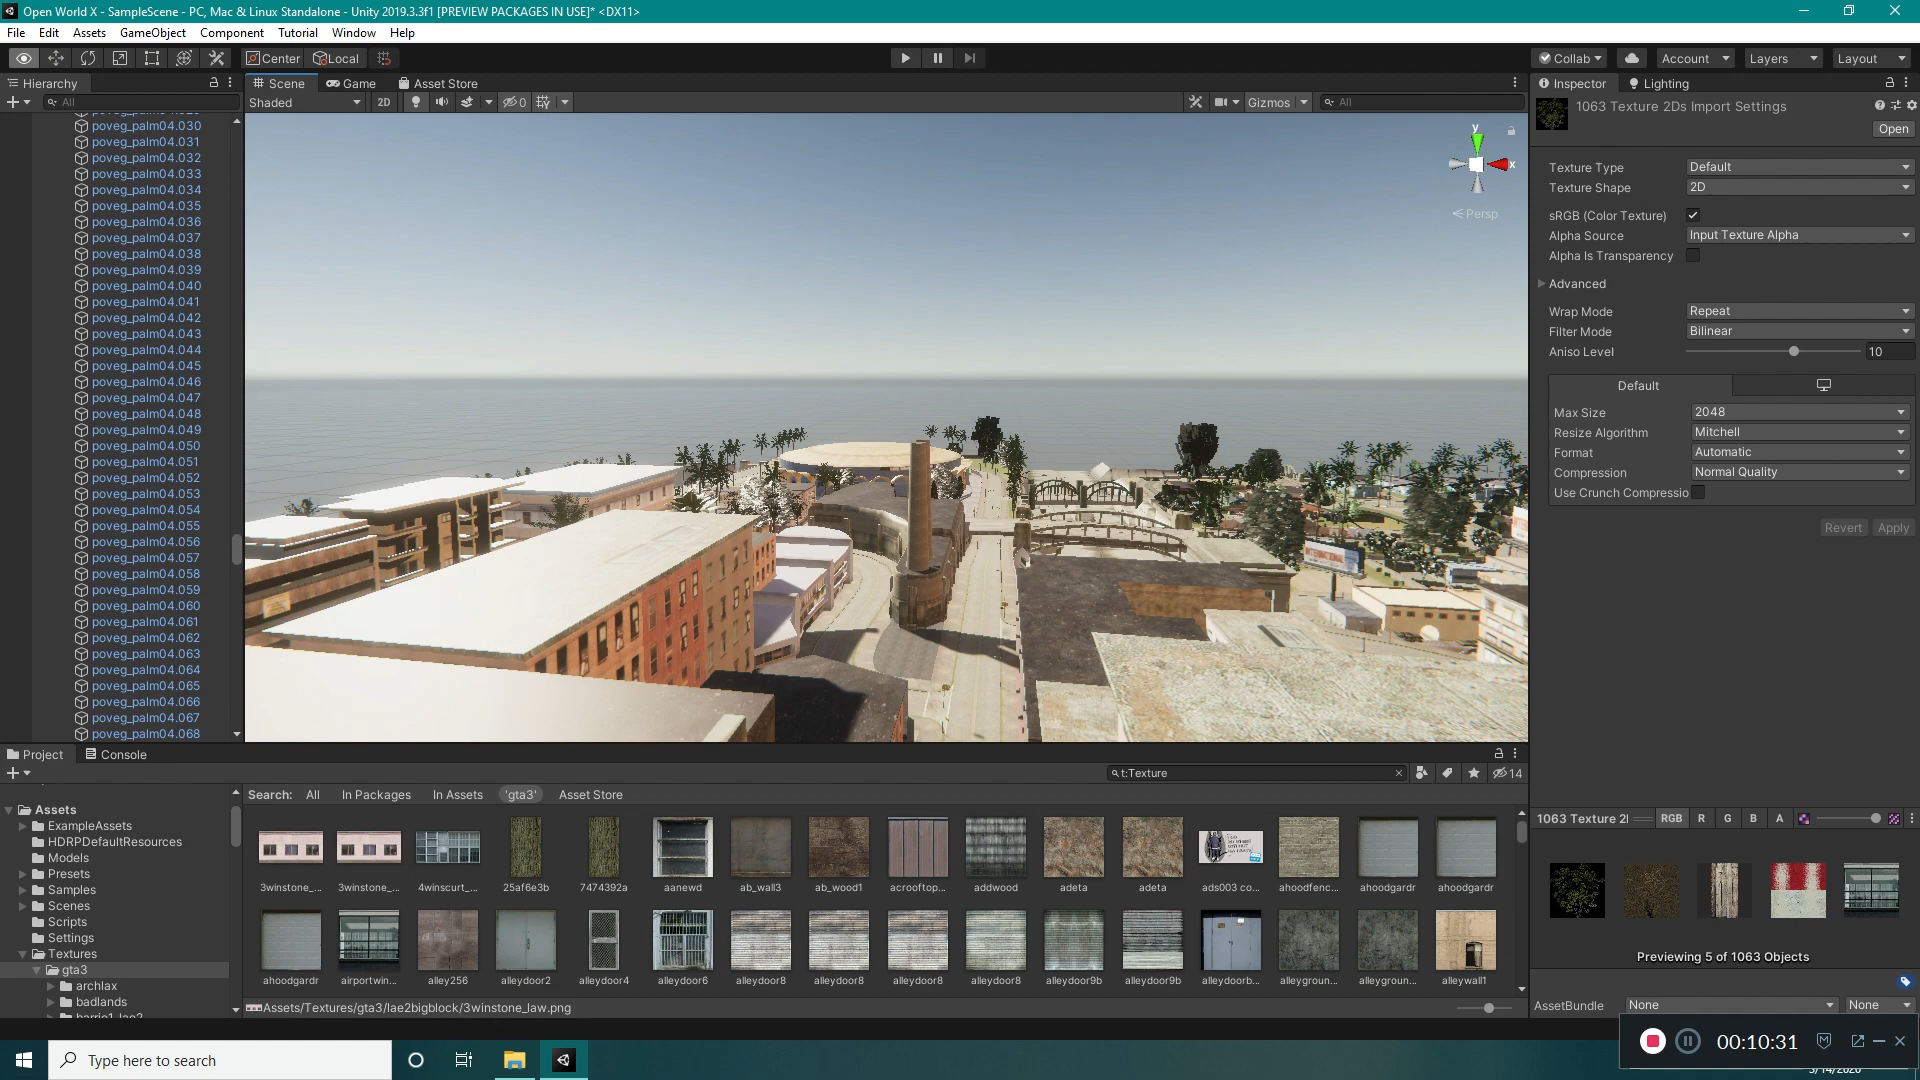 Open World X - SampleScene - PC, Mac & Linux Standalone - Unity 2019.3.3f1 [PREVIEW PACKAGES IN USE]* <DX11>
File Edit Assets GameObject Component Tutorial Window Help
Center Local Collab Account Layers Layout
Hierarchy
All
poveg_palm04.030
poveg_palm04.031
poveg_palm04.032
poveg_palm04.033
poveg_palm04.034
poveg_palm04.035
poveg_palm04.036
poveg_palm04.037
poveg_palm04.038
poveg_palm04.039
poveg_palm04.040
poveg_palm04.041
poveg_palm04.042
poveg_palm04.043
poveg_palm04.044
poveg_palm04.045
poveg_palm04.046
poveg_palm04.047
poveg_palm04.048
poveg_palm04.049
poveg_palm04.050
poveg_palm04.051
poveg_palm04.052
poveg_palm04.053
poveg_palm04.054
poveg_palm04.055
poveg_palm04.056
poveg_palm04.057
poveg_palm04.058
poveg_palm04.059
poveg_palm04.060
poveg_palm04.061
poveg_palm04.062
poveg_palm04.063
poveg_palm04.064
poveg_palm04.065
poveg_palm04.066
poveg_palm04.067
poveg_palm04.068
Scene Game Asset Store
Shaded 2D 0 Gizmos All
y
x
Persp
Inspector Lighting
1063 Texture 2Ds Import Settings
Open
Texture Type Default
Texture Shape 2D
sRGB (Color Texture)
Alpha Source Input Texture Alpha
Alpha Is Transparency
Advanced
Wrap Mode Repeat
Filter Mode Bilinear
Aniso Level 10
Default
Max Size 2048
Resize Algorithm Mitchell
Format Automatic
Compression Normal Quality
Use Crunch Compressio
Revert Apply
Project Console
t:Texture 14
Assets
ExampleAssets
HDRPDefaultResources
Models
Presets
Samples
Scenes
Scripts
Settings
Textures
gta3
archlax
badlands
barrio1_lae2
Search: All In Packages In Assets 'gta3' Asset Store
3winstone_... 3winstone_... 4winscurt_... 25af6e3b 7474392a aanewd ab_wall3 ab_wood1 acrooftop... addwood adeta adeta ads003 co... ahoodfenc... ahoodgardr ahoodgardr
ahoodgardr airportwin... alley256 alleydoor2 alleydoor4 alleydoor6 alleydoor8 alleydoor8 alleydoor8 alleydoor8 alleydoor9b alleydoor9b alleydoorb... alleygroun... alleygroun... alleywall1
Assets/Textures/gta3/lae2bigblock/3winstone_law.png
1063 Texture 2l RGB R G B A
Previewing 5 of 1063 Objects
AssetBundle None None
Type here to search
00:10:31
3/14/2020